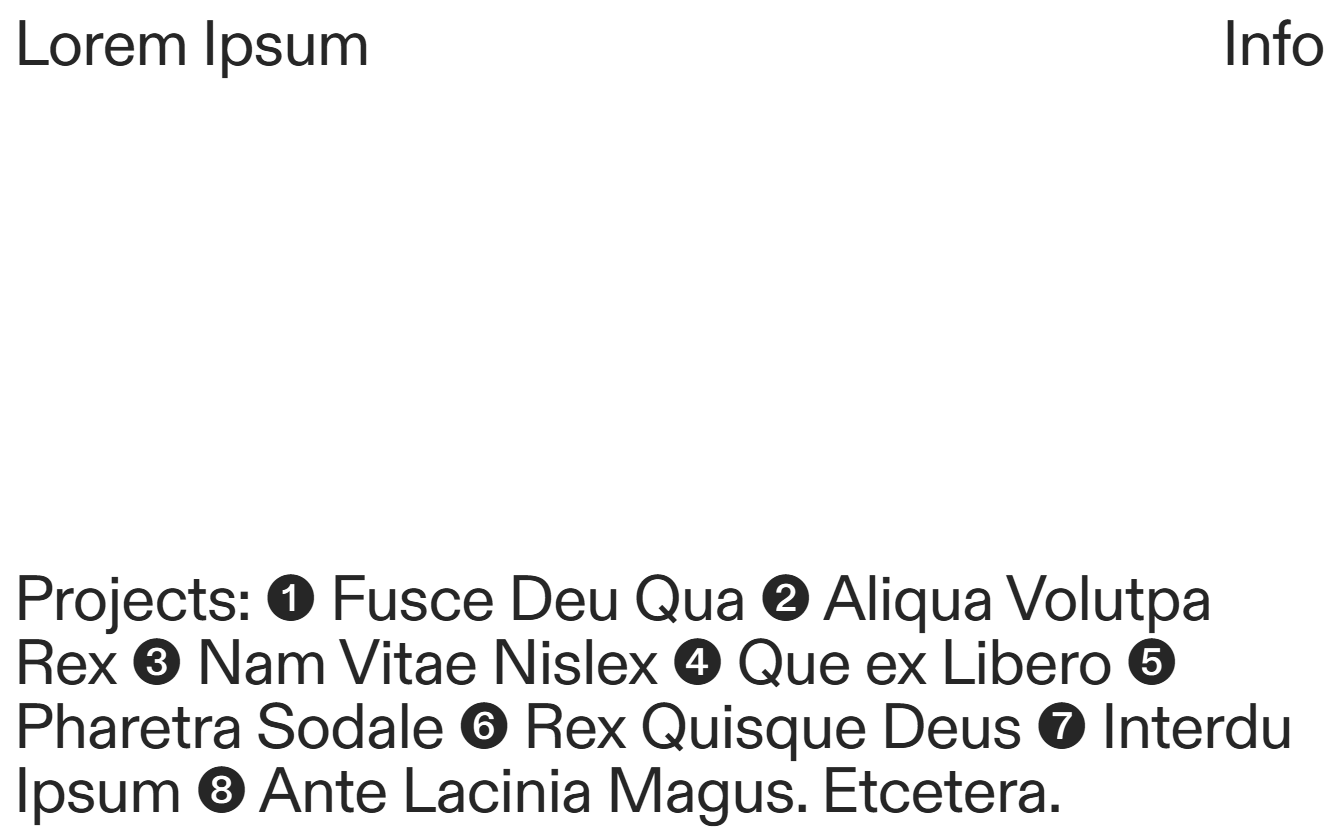 Lorem Ipsum
Info
Projects: ❶ Fusce Deu Qua ❷ Aliqua Volutpa
Rex ❸ Nam Vitae Nislex ❹ Que ex Libero ❺
Pharetra Sodale ❻ Rex Quisque Deus ❼ Interdu
Ipsum ❽ Ante Lacinia Magus. Etcetera.